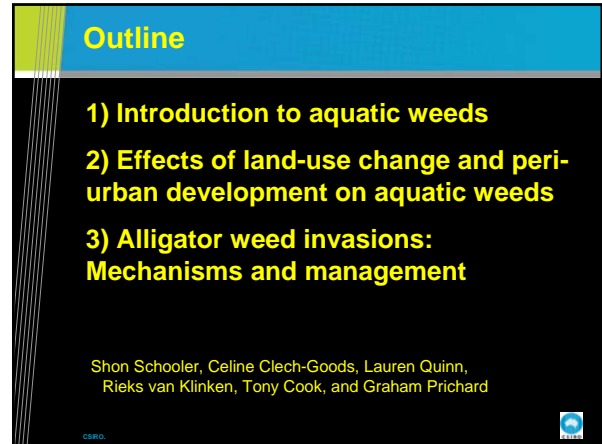 Outline
1) Introduction to aquatic weeds
2) Effects of land-use change and peri-
urban development on aquatic weeds
3) Alligator weed invasions:
Mechanisms and management
Shon Schooler, Celine Clech-Goods, Lauren Quinn,
Rieks van Klinken, Tony Cook, and Graham Prichard
CSIRO.
CSIRO